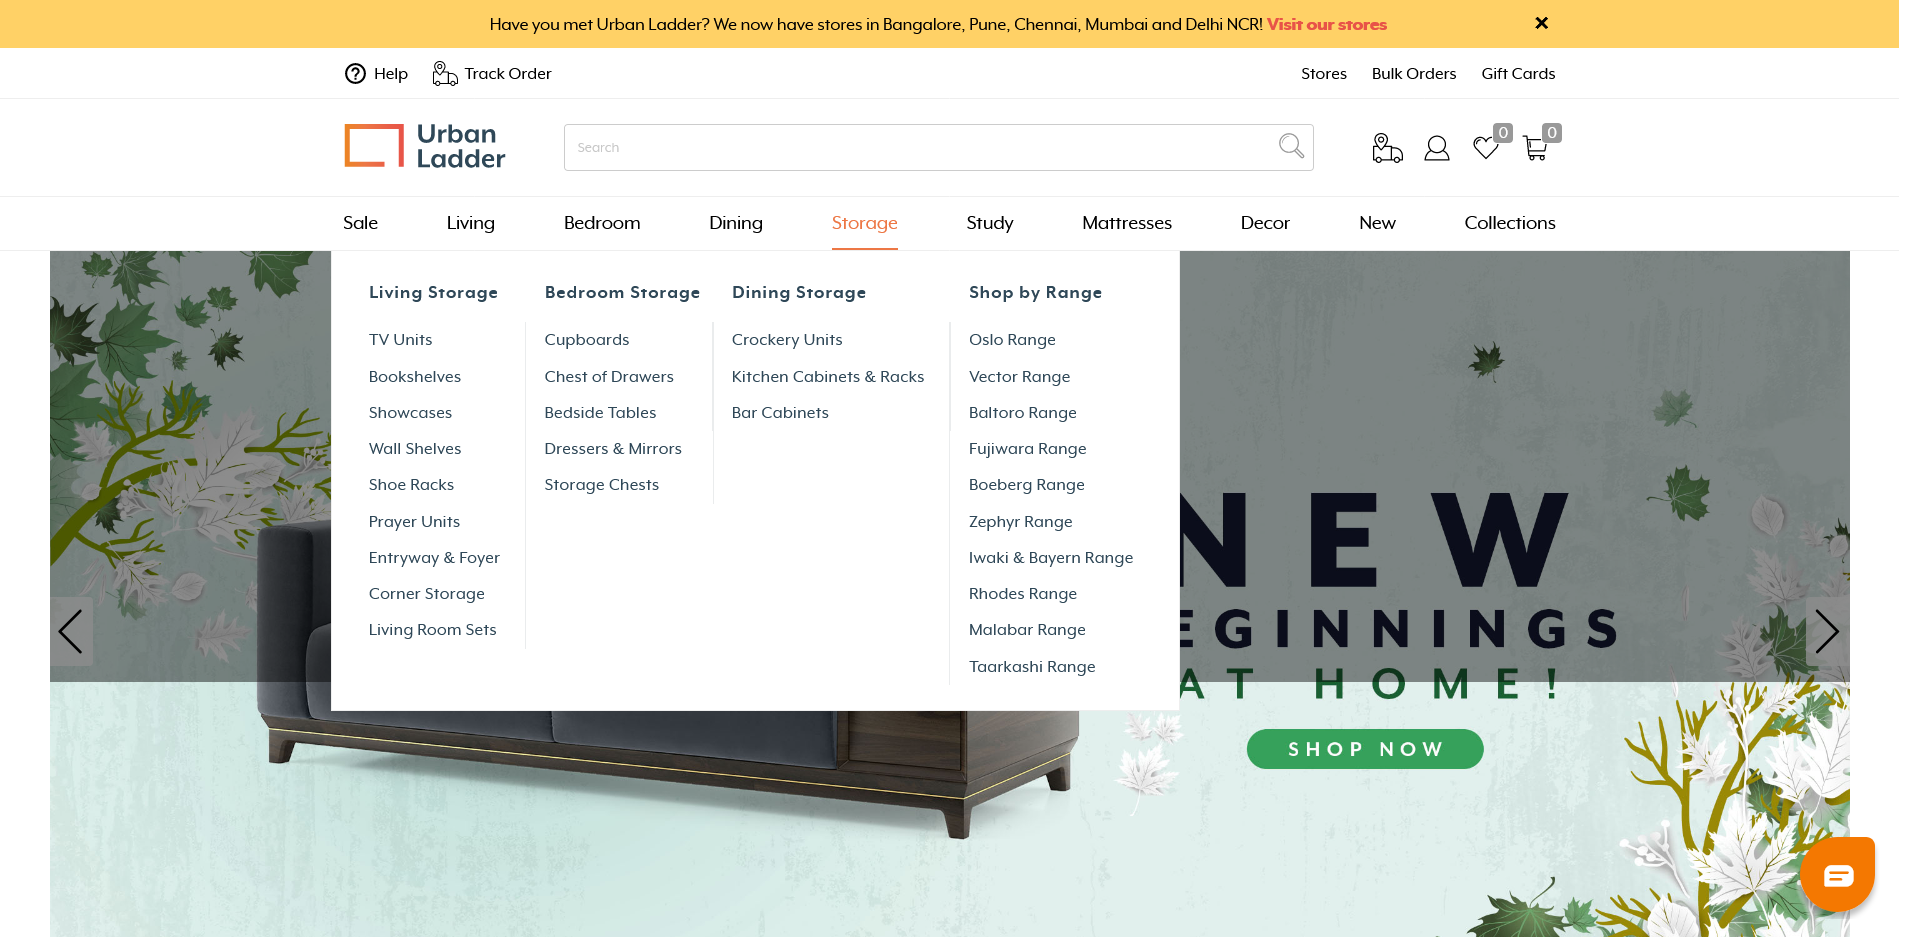 Have you met Urban Ladder? We now have stores in Bangalore, Pune, Chennai, Mumbai and Delhi NCR! Visit our stores
Help
Track Order
Stores
Bulk Orders
Gift Cards
Urban
Ladder
Search
0
0
Sale
Living
Bedroom
Dining
Storage
Study
Mattresses
Decor
New
Collections
Living Storage
TV Units
Bookshelves
Showcases
Wall Shelves
Shoe Racks
Prayer Units
Entryway & Foyer
Corner Storage
Living Room Sets
Bedroom Storage
Cupboards
Chest of Drawers
Bedside Tables
Dressers & Mirrors
Storage Chests
Dining Storage
Crockery Units
Kitchen Cabinets & Racks
Bar Cabinets
Shop by Range
Oslo Range
Vector Range
Baltoro Range
Fujiwara Range
Boeberg Range
Zephyr Range
Iwaki & Bayern Range
Rhodes Range
Malabar Range
Taarkashi Range
NEW
EGINNINGS
AT HOME!
SHOP NOW